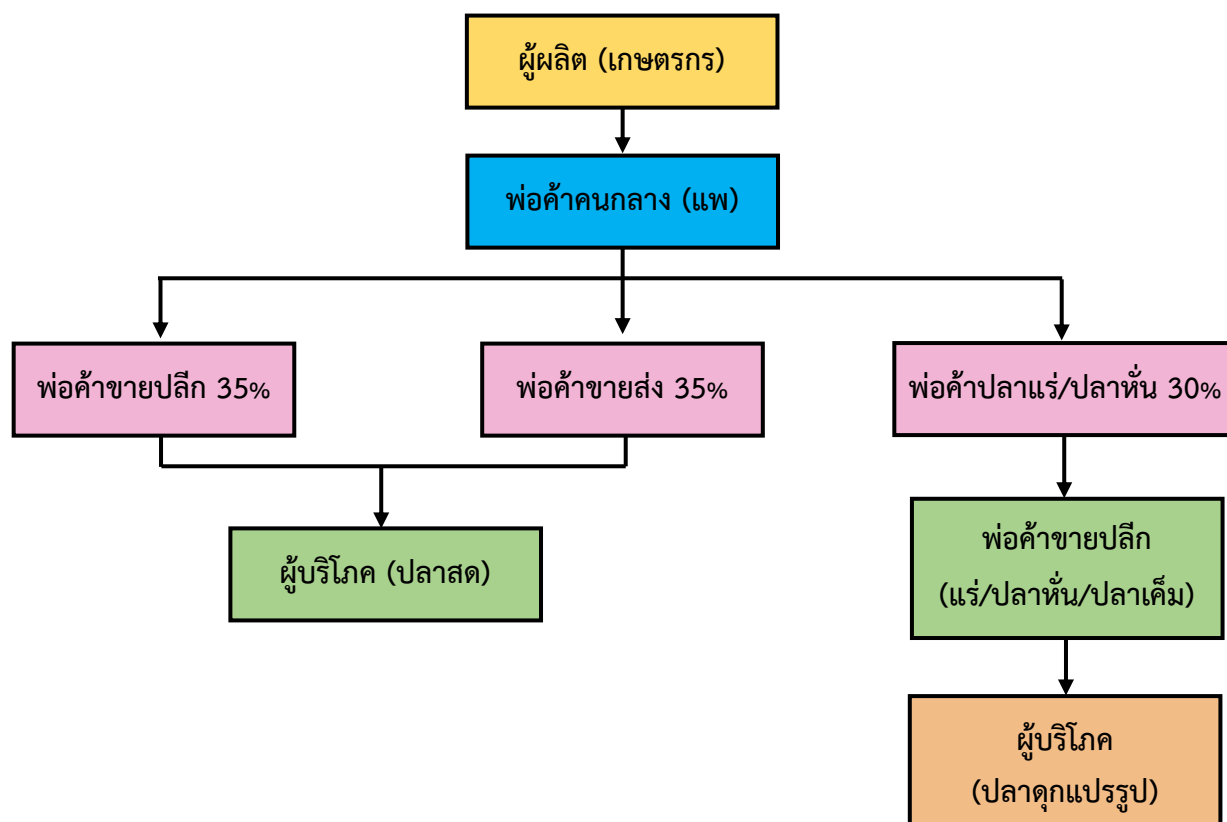 ผู้ผลิต (เกษตรกร)
พ่อค้าคนกลาง (แพ)
พ่อค้าขายปลีก 35%
พ่อค้าขายส่ง 35%
พ่อค้าปลาแร่/ปลาหั่น 30%
ผู้บริโภค (ปลาสด)
พ่อค้าขายปลีก
(แร่/ปลาหั่น/ปลาเค็ม)
ผู้บริโภค
(ปลาดุกแปรรูป)